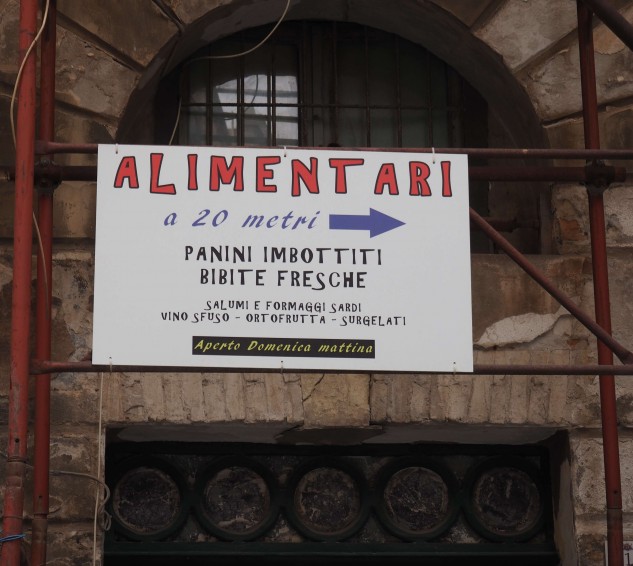 ALIMENTARI
a 20 metri
PANINI IMBOTTITI
BIBITE FRESCHE
SALUMI E FORMAGGI SARDI
VINO SFUSO - ORTOFRUTTA - SURGELATI
Aperto Domenica mattina